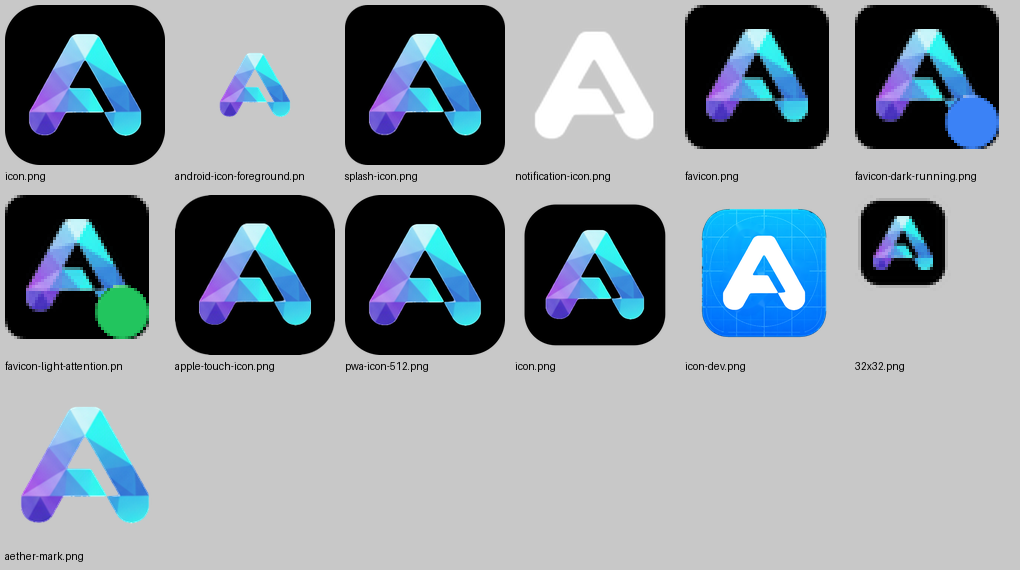 icon.png
android-icon-foreground.pn
splash-icon.png
notification-icon.png
favicon.png
favicon-dark-running.png
favicon-light-attention.pn
apple-touch-icon.png
pwa-icon-512.png
icon.png
icon-dev.png
32x32.png
aether-mark.png